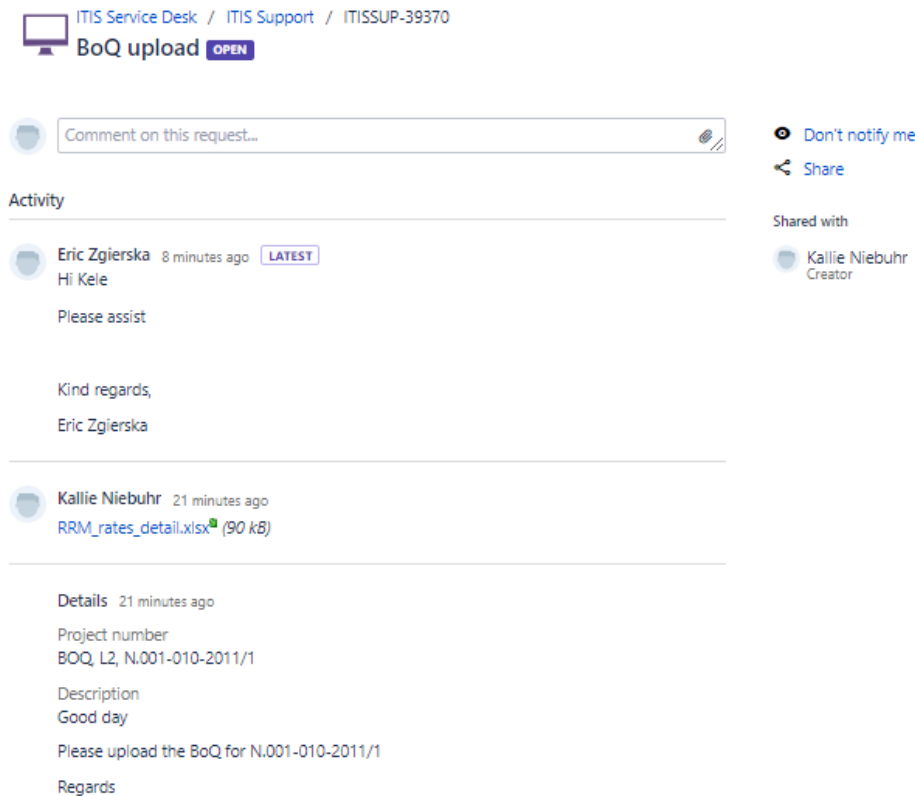 ITIS Service Desk / ITIS Support / ITISSUP-39370
BoQ upload OPEN
Comment on this request...
Don't notify me
Share
Shared with
Kallie Niebuhr
Creator
Activity
Eric Zgierska 8 minutes ago LATEST
Hi Kele
Please assist
Kind regards,
Eric Zgierska
Kallie Niebuhr 21 minutes ago
RRM_rates_detail.xlsx (90 kB)
Details 21 minutes ago
Project number
BOQ, L2, N.001-010-2011/1
Description
Good day
Please upload the BoQ for N.001-010-2011/1
Regards